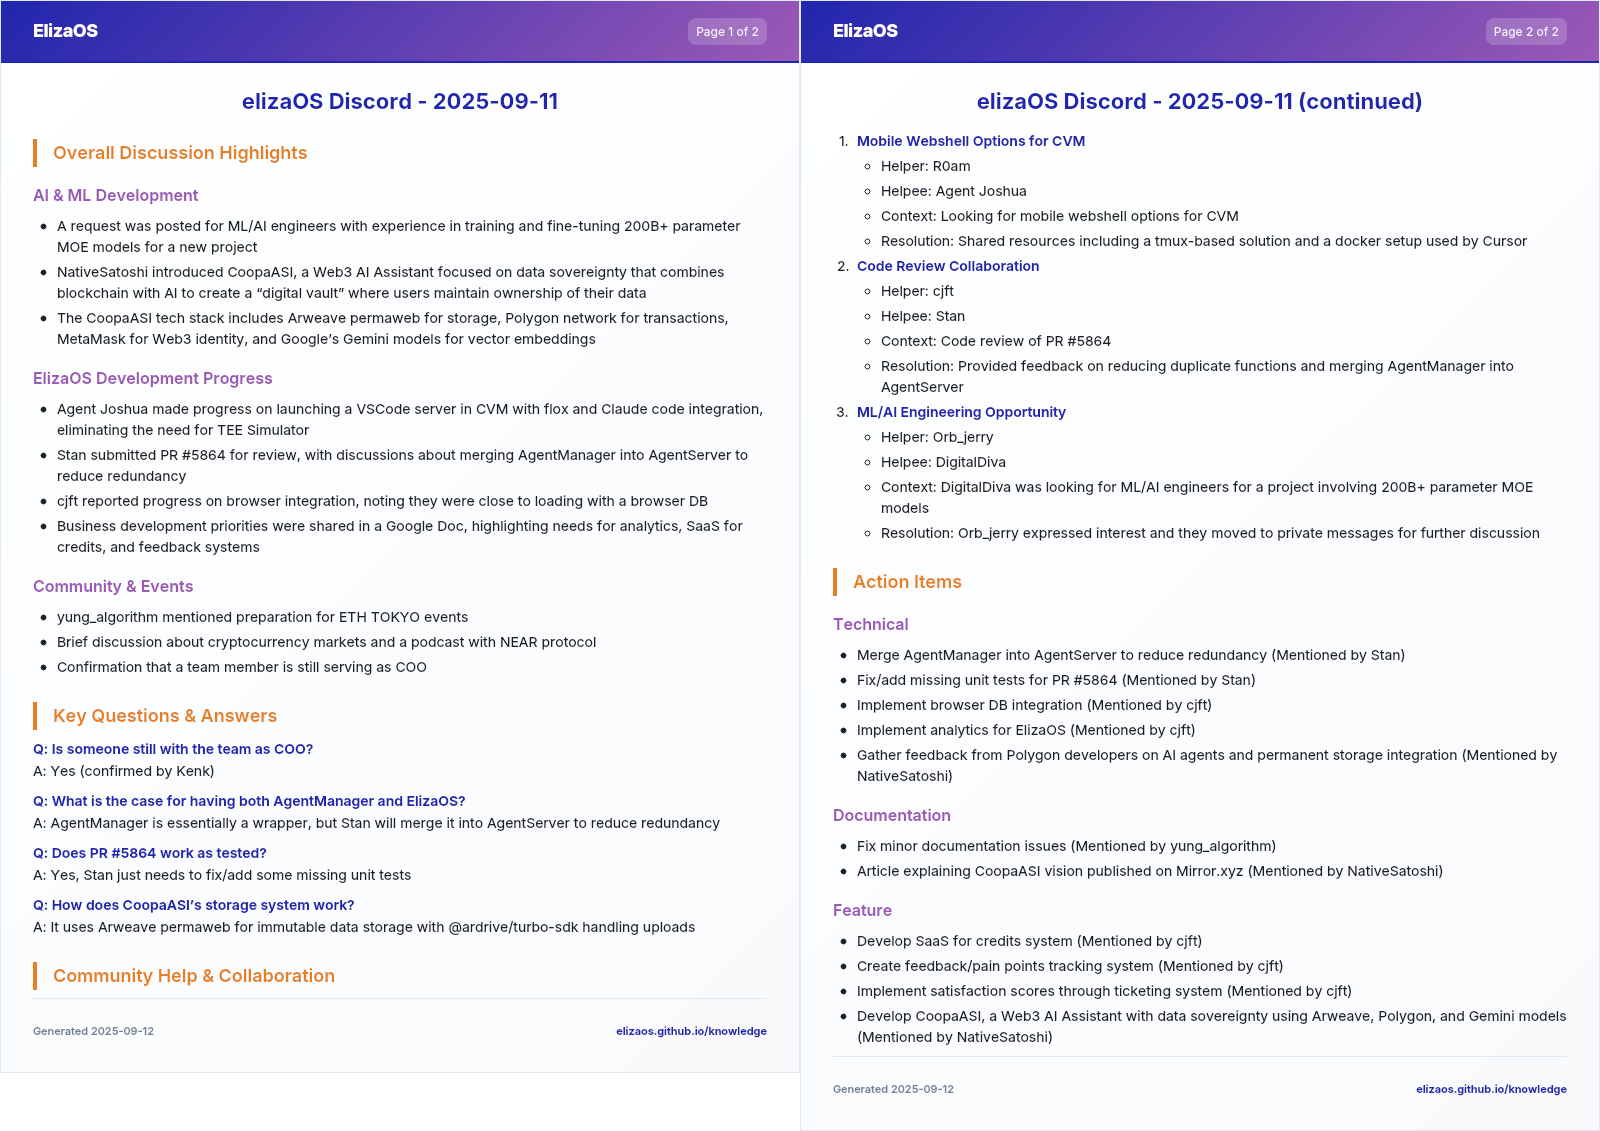 ElizaOS
Page 1 of 2
elizaOS Discord - 2025-09-11
Overall Discussion Highlights
AI & ML Development
• A request was posted for ML/AI engineers with experience in training and fine-tuning 200B+ parameter
MOE models for a new project
• NativeSatoshi introduced CoopaASI, a Web3 AI Assistant focused on data sovereignty that combines
blockchain with AI to create a “digital vault” where users maintain ownership of their data
• The CoopaASI tech stack includes Arweave permaweb for storage, Polygon network for transactions,
MetaMask for Web3 identity, and Google’s Gemini models for vector embeddings
ElizaOS Development Progress
• Agent Joshua made progress on launching a VSCode server in CVM with flox and Claude code integration,
eliminating the need for TEE Simulator
• Stan submitted PR #5864 for review, with discussions about merging AgentManager into AgentServer to
reduce redundancy
• cjft reported progress on browser integration, noting they were close to loading with a browser DB
• Business development priorities were shared in a Google Doc, highlighting needs for analytics, SaaS for
credits, and feedback systems
Community & Events
• yung_algorithm mentioned preparation for ETH TOKYO events
• Brief discussion about cryptocurrency markets and a podcast with NEAR protocol
• Confirmation that a team member is still serving as COO
Key Questions & Answers
Q: Is someone still with the team as COO?
A: Yes (confirmed by Kenk)
Q: What is the case for having both AgentManager and ElizaOS?
A: AgentManager is essentially a wrapper, but Stan will merge it into AgentServer to reduce redundancy
Q: Does PR #5864 work as tested?
A: Yes, Stan just needs to fix/add some missing unit tests
Q: How does CoopaASI’s storage system work?
A: It uses Arweave permaweb for immutable data storage with @ardrive/turbo-sdk handling uploads
Community Help & Collaboration
Generated 2025-09-12
elizaos.github.io/knowledge
ElizaOS
Page 2 of 2
elizaOS Discord - 2025-09-11 (continued)
1. Mobile Webshell Options for CVM
◦ Helper: R0am
◦ Helpee: Agent Joshua
◦ Context: Looking for mobile webshell options for CVM
◦ Resolution: Shared resources including a tmux-based solution and a docker setup used by Cursor
2. Code Review Collaboration
◦ Helper: cjft
◦ Helpee: Stan
◦ Context: Code review of PR #5864
◦ Resolution: Provided feedback on reducing duplicate functions and merging AgentManager into
AgentServer
3. ML/AI Engineering Opportunity
◦ Helper: Orb_jerry
◦ Helpee: DigitalDiva
◦ Context: DigitalDiva was looking for ML/AI engineers for a project involving 200B+ parameter MOE
models
◦ Resolution: Orb_jerry expressed interest and they moved to private messages for further discussion
Action Items
Technical
• Merge AgentManager into AgentServer to reduce redundancy (Mentioned by Stan)
• Fix/add missing unit tests for PR #5864 (Mentioned by Stan)
• Implement browser DB integration (Mentioned by cjft)
• Implement analytics for ElizaOS (Mentioned by cjft)
• Gather feedback from Polygon developers on AI agents and permanent storage integration (Mentioned by
NativeSatoshi)
Documentation
• Fix minor documentation issues (Mentioned by yung_algorithm)
• Article explaining CoopaASI vision published on Mirror.xyz (Mentioned by NativeSatoshi)
Feature
• Develop SaaS for credits system (Mentioned by cjft)
• Create feedback/pain points tracking system (Mentioned by cjft)
• Implement satisfaction scores through ticketing system (Mentioned by cjft)
• Develop CoopaASI, a Web3 AI Assistant with data sovereignty using Arweave, Polygon, and Gemini models
(Mentioned by NativeSatoshi)
Generated 2025-09-12
elizaos.github.io/knowledge